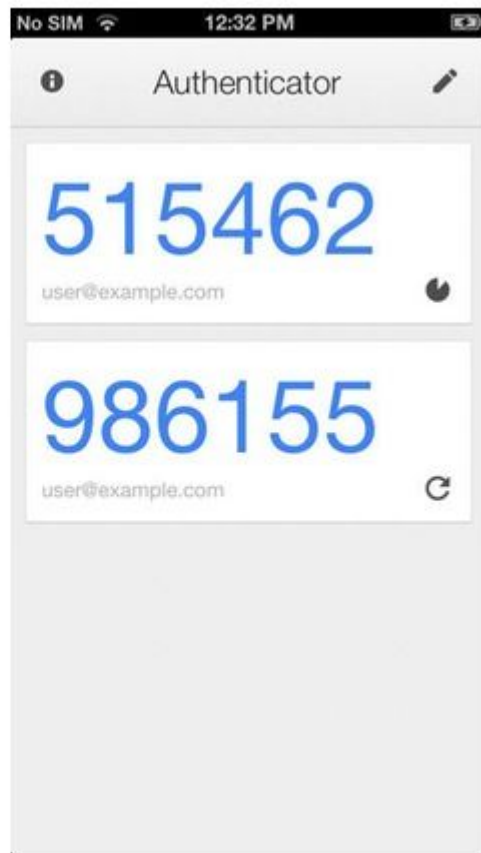 No SIM 12:32 PM
Authenticator
515462
user@example.com
986155
user@example.com